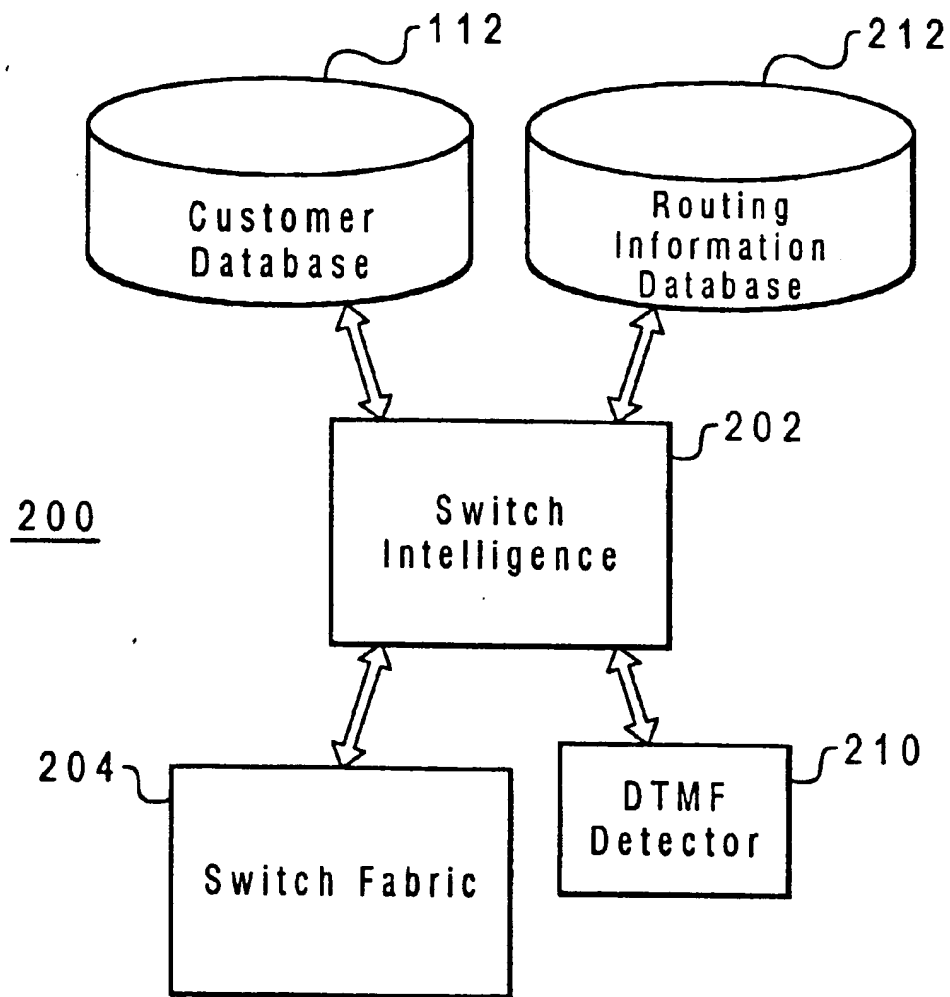 112
212
Customer
Database
Routing
Information
Database
202
Switch
Intelligence
200
204
210
DTMF
Detector
Switch Fabric